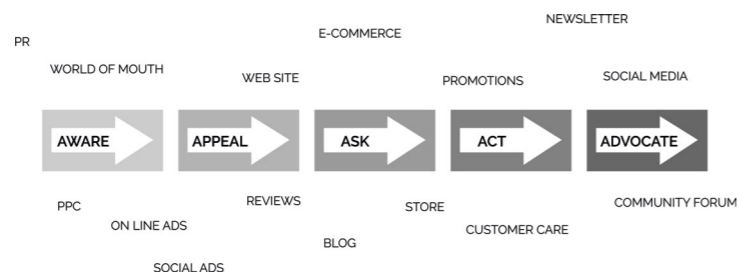 NEWSLETTER
E-COMMERCE
PR
WORLD OF MOUTH
WEB SITE
PROMOTIONS
SOCIAL MEDIA
AWARE
APPEAL
ASK
ACT
ADVOCATE
PPC
REVIEWS
STORE
COMMUNITY FORUM
ON LINE ADS
CUSTOMER CARE
BLOG
SOCIAL ADS